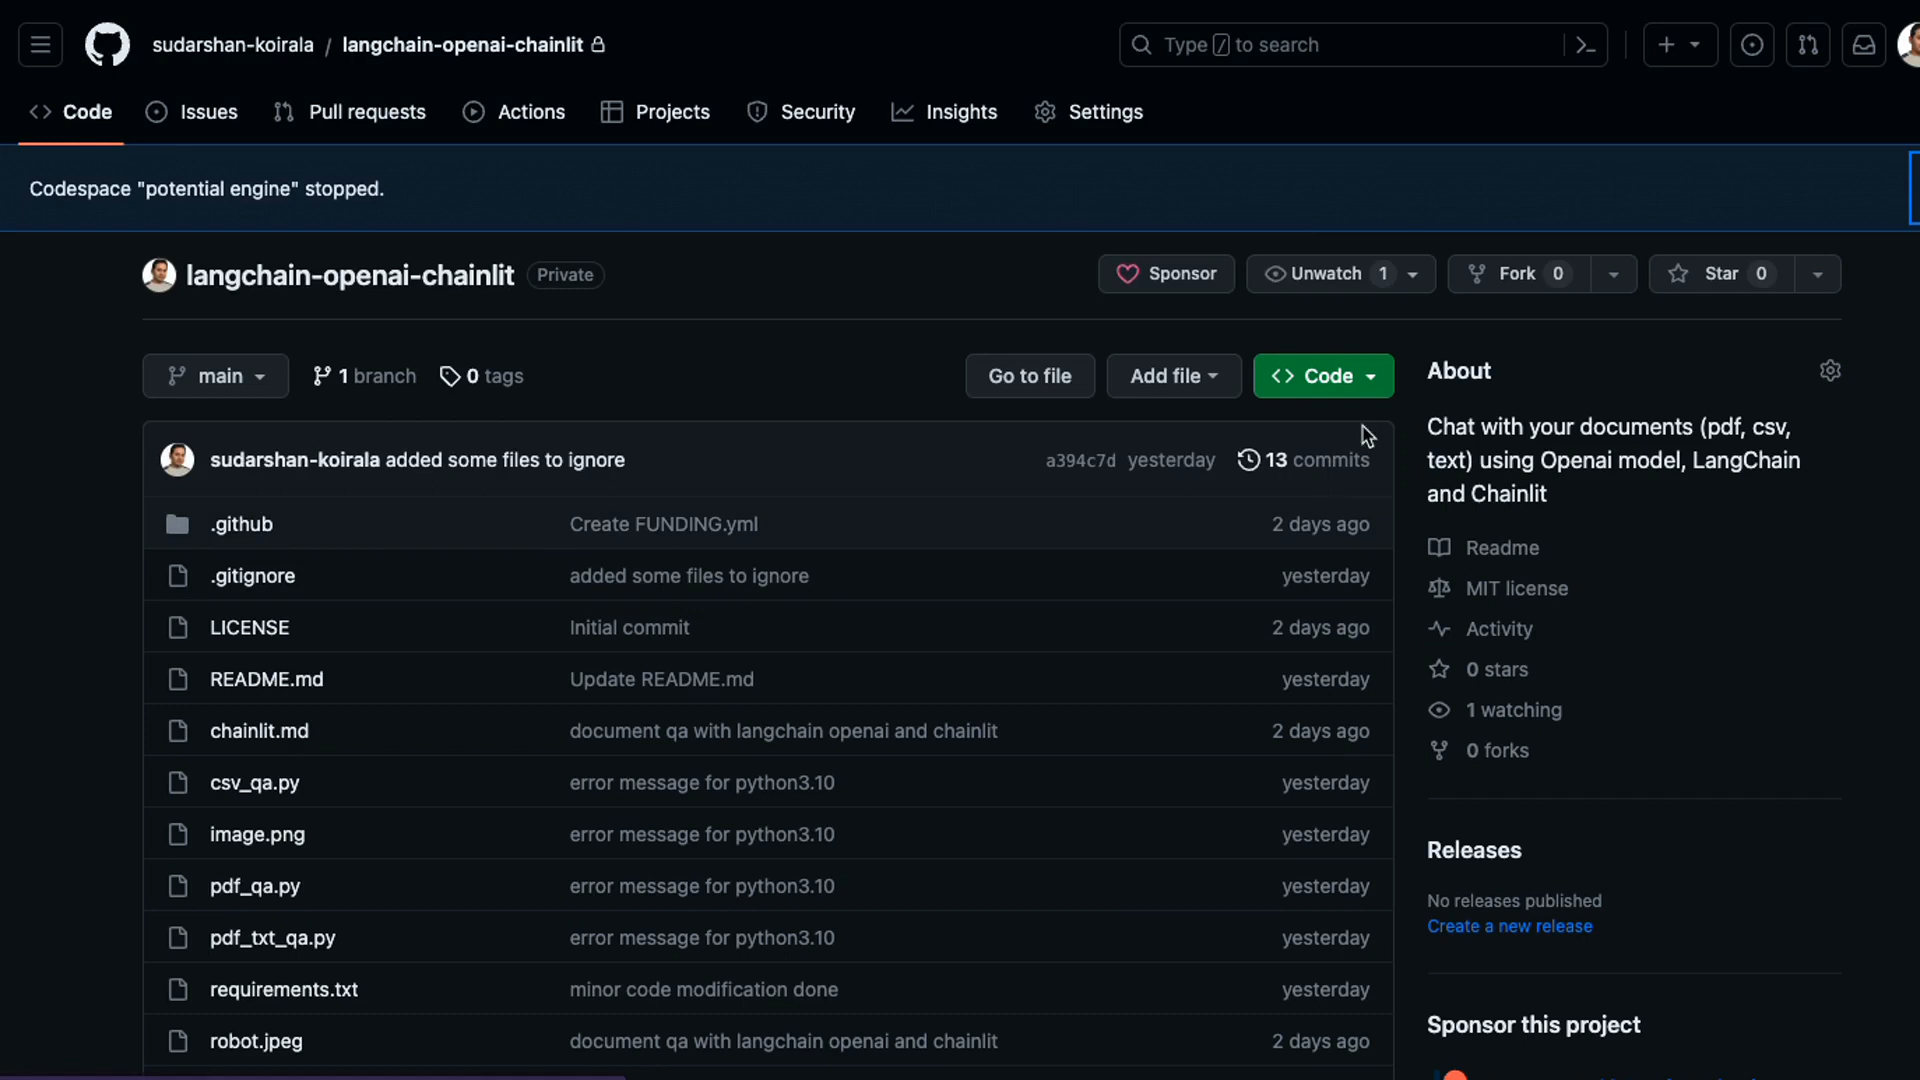 sudarshan-koirala / langchain-openai-chainlit
Type / to search
Code Issues Pull requests Actions Projects Security Insights Settings
Codespace "potential engine" stopped.
langchain-openai-chainlit Private
Sponsor Unwatch 1 Fork 0 Star 0
main 1 branch 0 tags Go to file Add file Code
sudarshan-koirala added some files to ignore a394c7d yesterday 13 commits
.github Create FUNDING.yml 2 days ago
.gitignore added some files to ignore yesterday
LICENSE Initial commit 2 days ago
README.md Update README.md yesterday
chainlit.md document qa with langchain openai and chainlit 2 days ago
csv_qa.py error message for python3.10 yesterday
image.png error message for python3.10 yesterday
pdf_qa.py error message for python3.10 yesterday
pdf_txt_qa.py error message for python3.10 yesterday
requirements.txt minor code modification done yesterday
robot.jpeg document qa with langchain openai and chainlit 2 days ago
About
Chat with your documents (pdf, csv,
text) using Openai model, LangChain
and Chainlit
Readme
MIT license
Activity
0 stars
1 watching
0 forks
Releases
No releases published
Create a new release
Sponsor this project